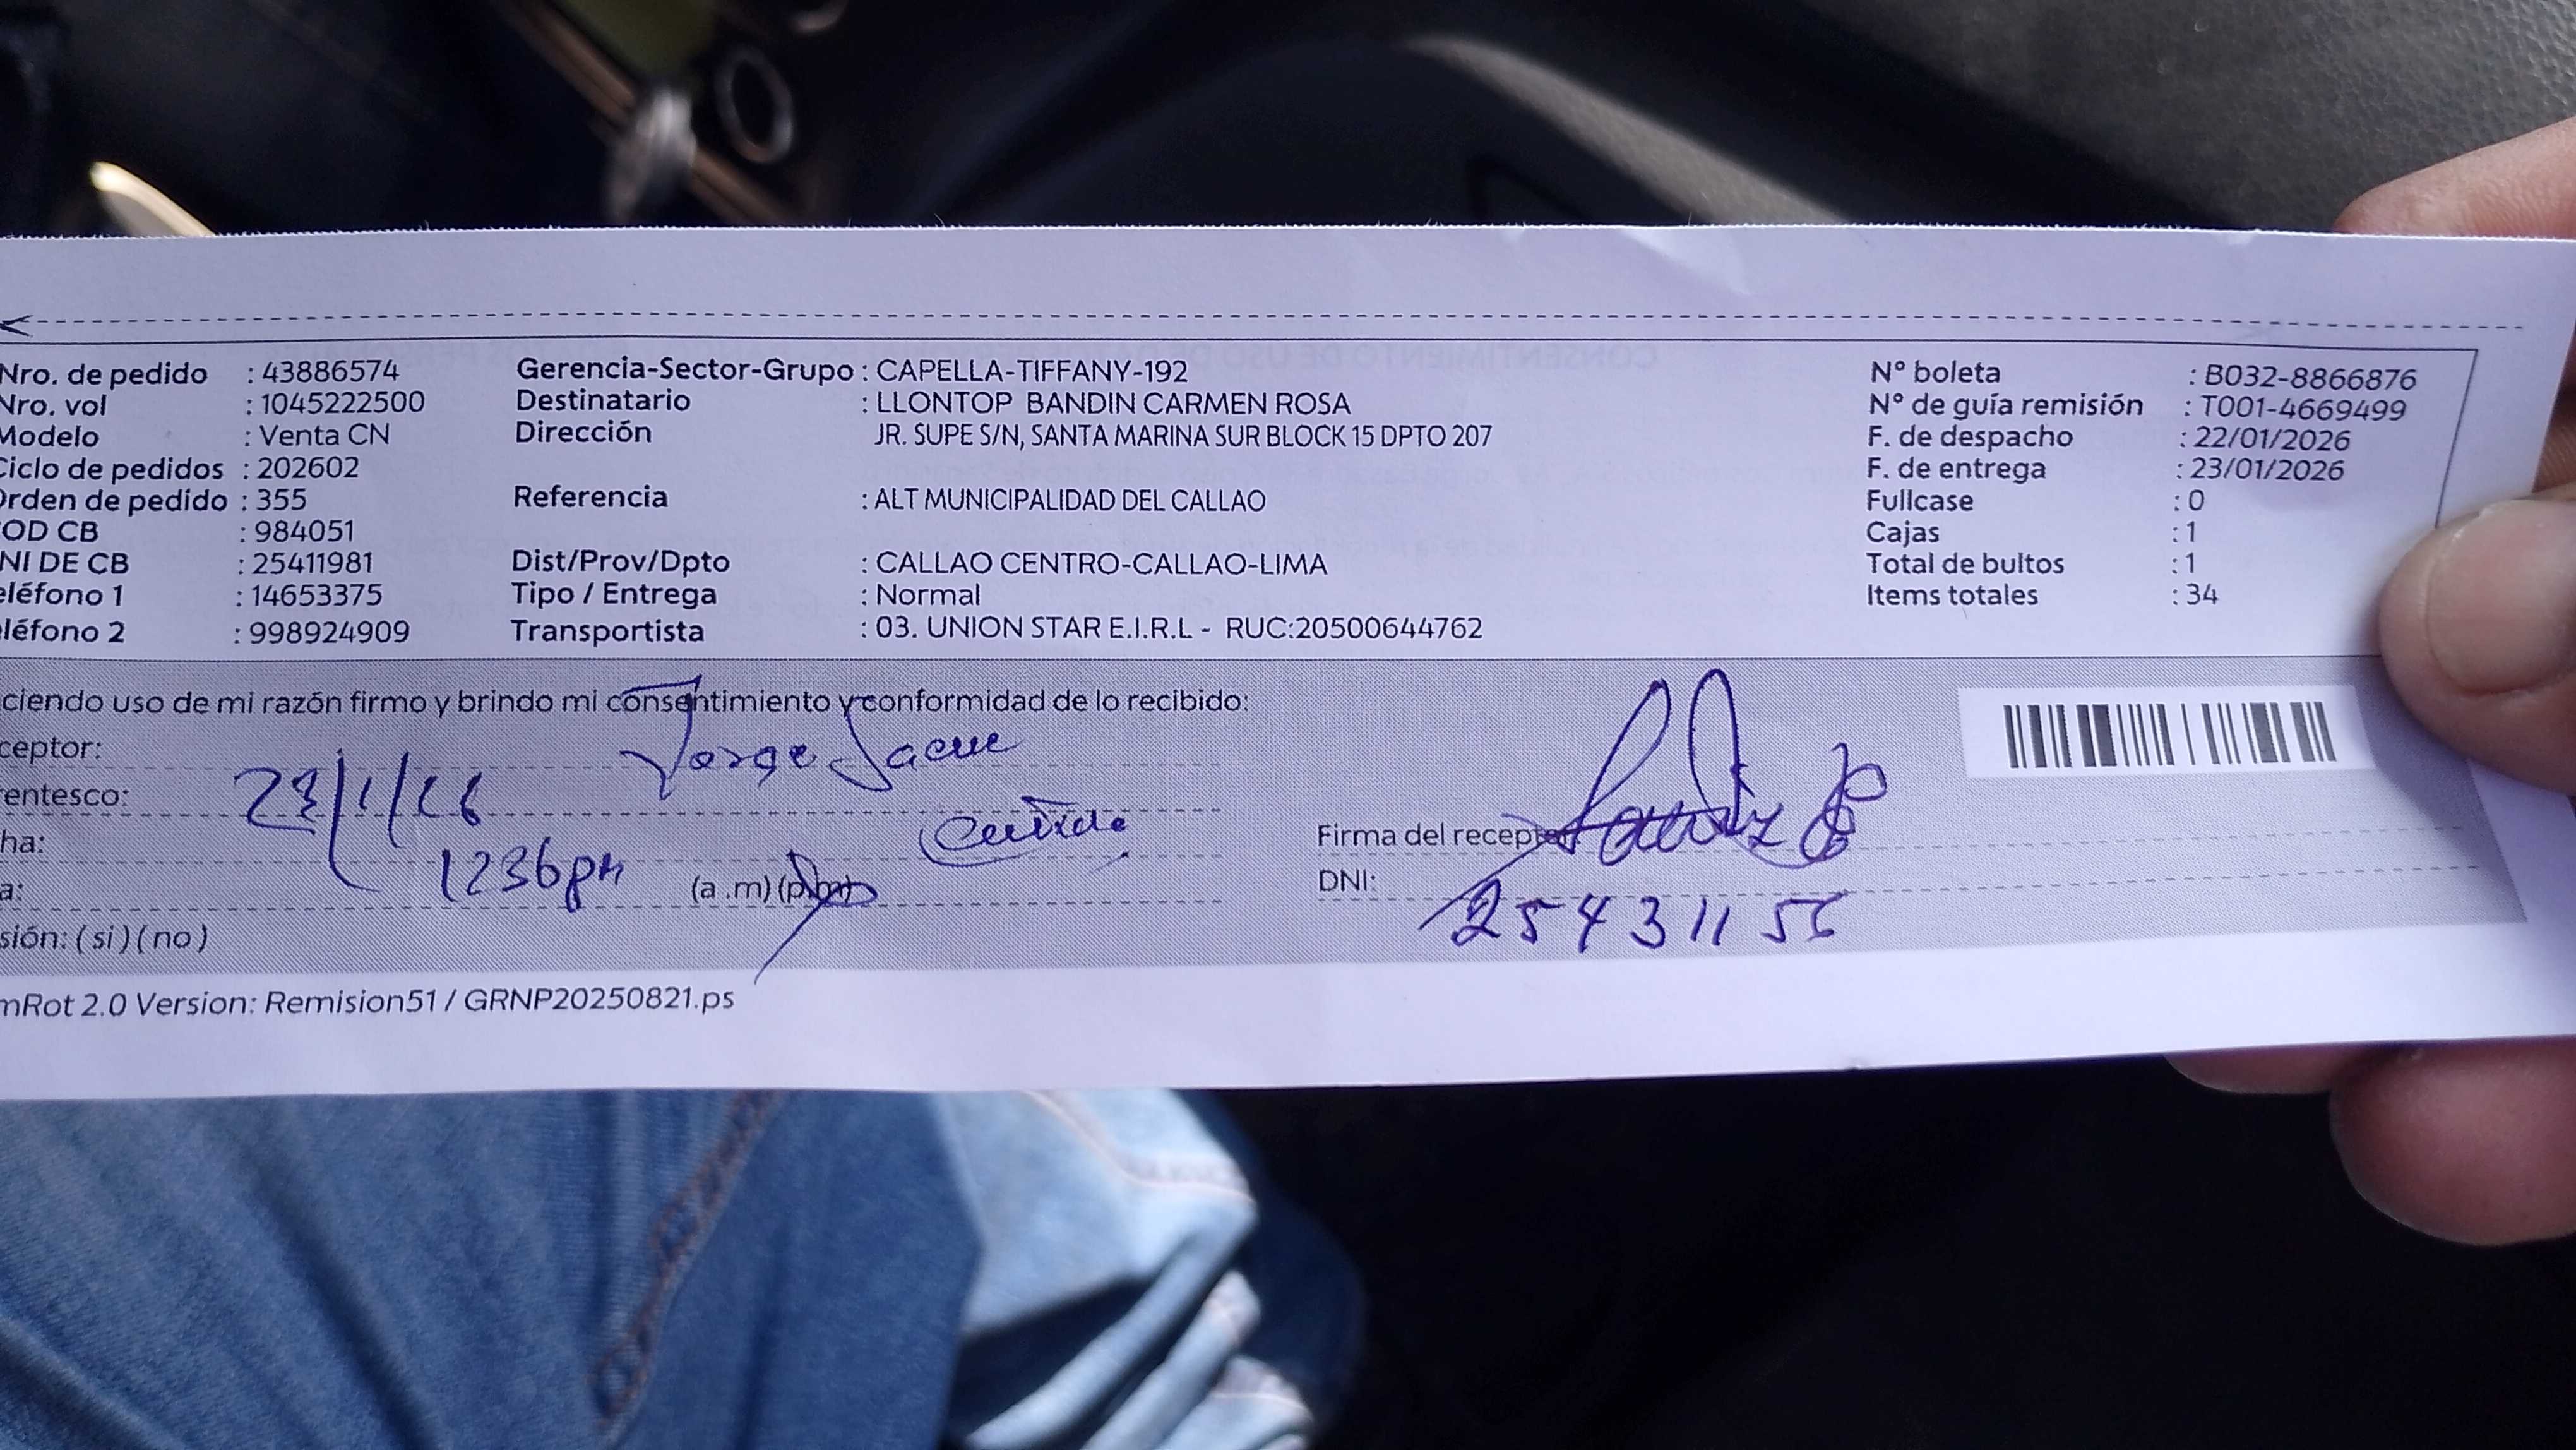 Nro. de pedido : 43886574 Gerencia-Sector-Grupo : CAPELLA-TIFFANY-192 N° boleta : B032-8866876
Nro. vol : 1045222500 Destinatario : LLONTOP BANDIN CARMEN ROSA N° de guía remisión : T001-4669499
Modelo : Venta CN Dirección JR. SUPE S/N, SANTA MARINA SUR BLOCK 15 DPTO 207 F. de despacho : 22/01/2026
Ciclo de pedidos : 202602 F. de entrega : 23/01/2026
Orden de pedido : 355 Referencia : ALT MUNICIPALIDAD DEL CALLAO Fullcase : 0
OD CB : 984051 Cajas : 1
NI DE CB : 25411981 Dist/Prov/Dpto : CALLAO CENTRO-CALLAO-LIMA Total de bultos : 1
eléfono 1 : 14653375 Tipo / Entrega : Normal Items totales : 34
léfono 2 : 998924909 Transportista : 03. UNION STAR E.I.R.L - RUC:20500644762
ciendo uso de mi razón firmo y brindo mi consentimiento y conformidad de lo recibido:
ceptor: Jorge
entesco: 23/1/26
ha: Firma del receptor
a: 1236pm (a.m) (p.m) DNI:
25431156
sión: (si) (no)
mRot 2.0 Version: Remision51 / GRNP20250821.ps